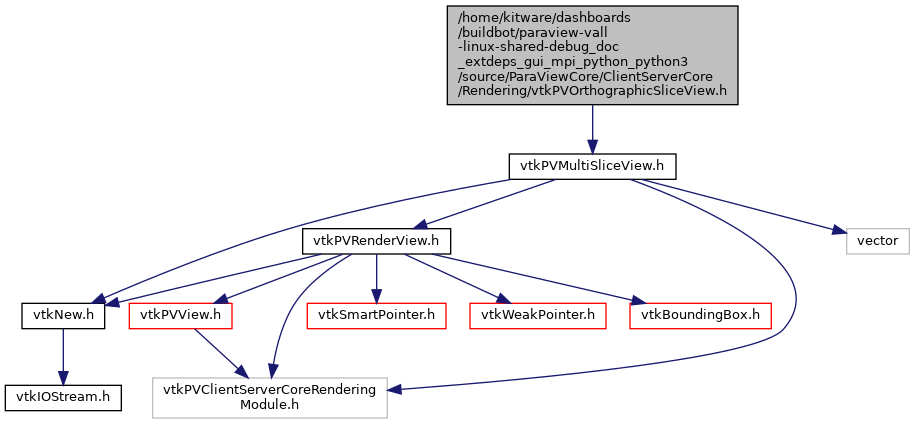 /home/kitware/dashboards
/buildbot/paraview-vall
-linux-shared-debug_doc
_extdeps_gui_mpi_python_python3
/source/ParaViewCore/ClientServerCore
/Rendering/vtkPVOrthographicSliceView.h
vtkPVMultiSliceView.h
vtkPVRenderView.h
vector
vtkNew.h
vtkPVView.h
vtkSmartPointer.h
vtkWeakPointer.h
vtkBoundingBox.h
vtkIOStream.h
vtkPVClientServerCoreRendering
Module.h